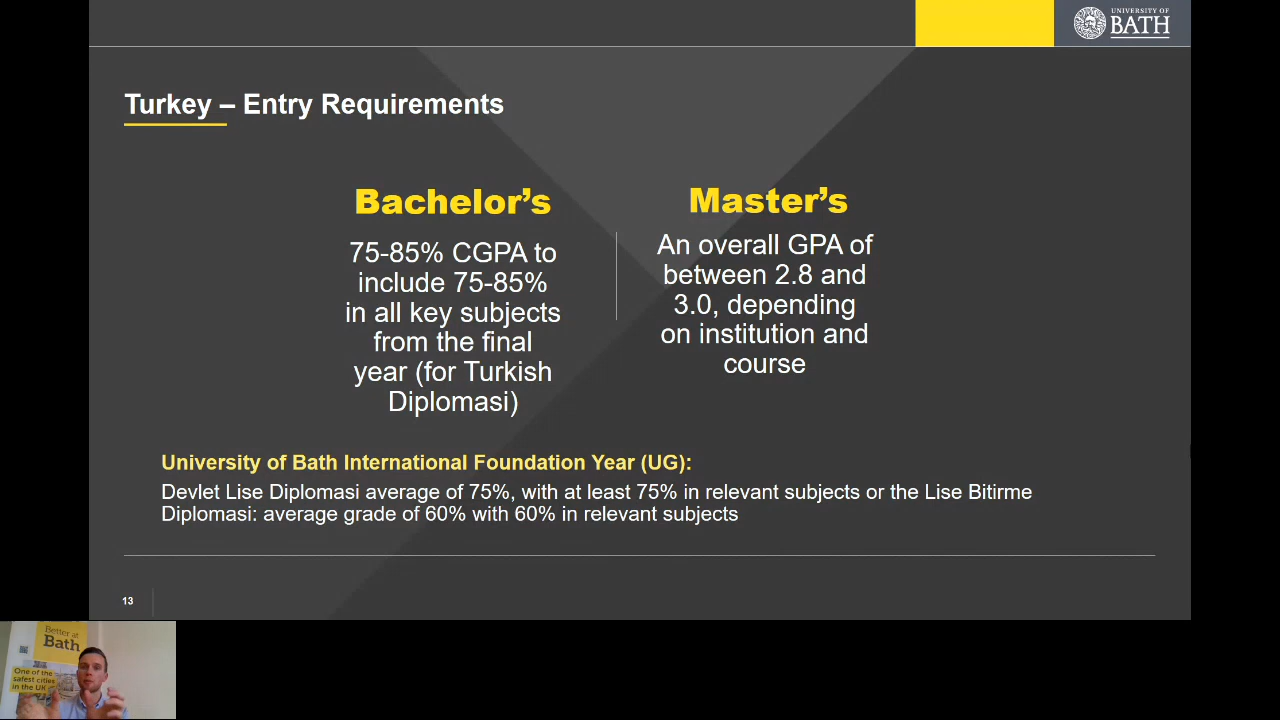 UNIVERSITY OF
BATH
Turkey – Entry Requirements
Bachelor's
75-85% CGPA to
include 75-85%
in all key subjects
from the final
year (for Turkish
Diplomasi)
Master's
An overall GPA of
between 2.8 and
3.0, depending
on institution and
course
University of Bath International Foundation Year (UG):
Devlet Lise Diplomasi average of 75%, with at least 75% in relevant subjects or the Lise Bitirme
Diplomasi: average grade of 60% with 60% in relevant subjects
13
Better at
Bath
One of the
safest cities
in the UK